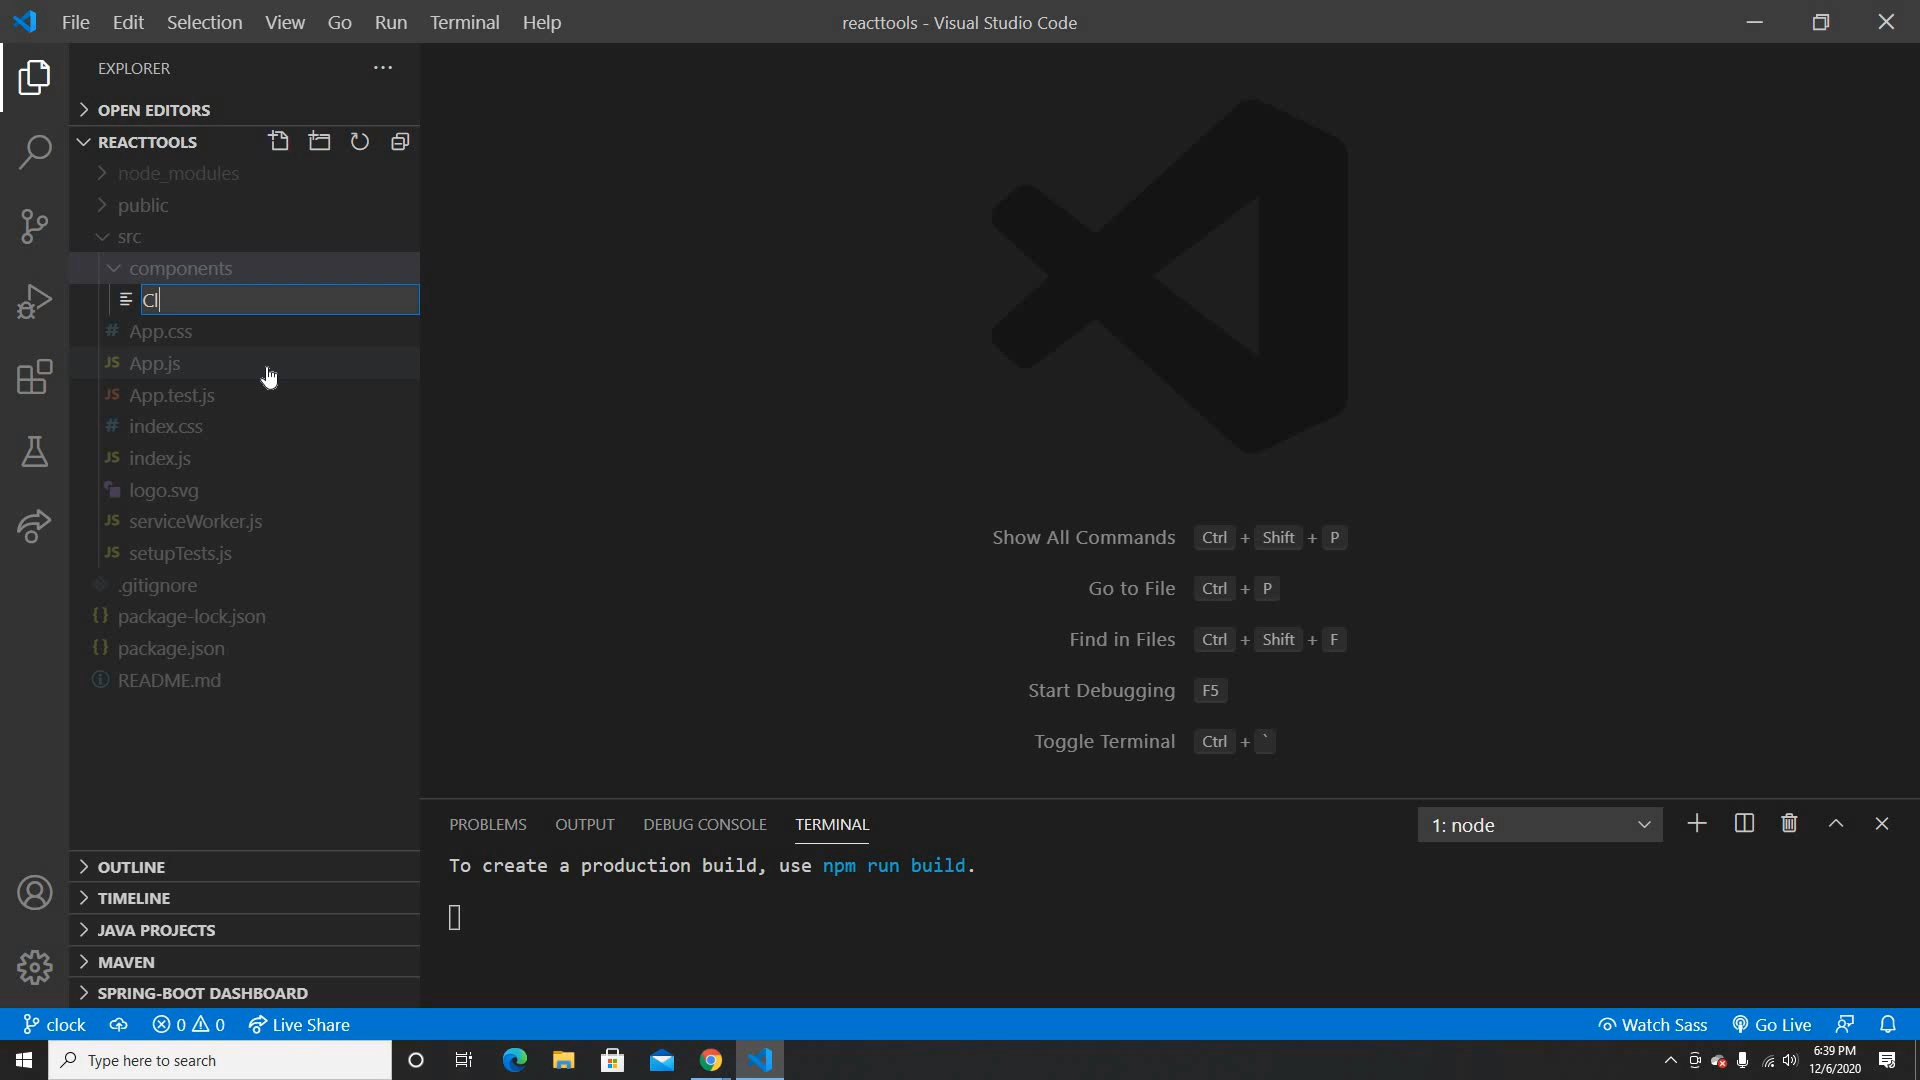 File Edit Selection View Go Run Terminal Help
reacttools - Visual Studio Code
EXPLORER
OPEN EDITORS
REACTTOOLS
node_modules
public
src
components
Cl
# App.css
JS App.js
JS App.test.js
# index.css
JS index.js
logo.svg
JS serviceWorker.js
JS setupTests.js
.gitignore
{} package-lock.json
{} package.json
README.md
Show All Commands Ctrl + Shift + P
Go to File Ctrl + P
Find in Files Ctrl + Shift + F
Start Debugging F5
Toggle Terminal Ctrl + `
PROBLEMS OUTPUT DEBUG CONSOLE TERMINAL
1: node
To create a production build, use npm run build.
OUTLINE
TIMELINE
JAVA PROJECTS
MAVEN
SPRING-BOOT DASHBOARD
clock 0 0 Live Share
Watch Sass Go Live
Type here to search
6:39 PM
12/6/2020